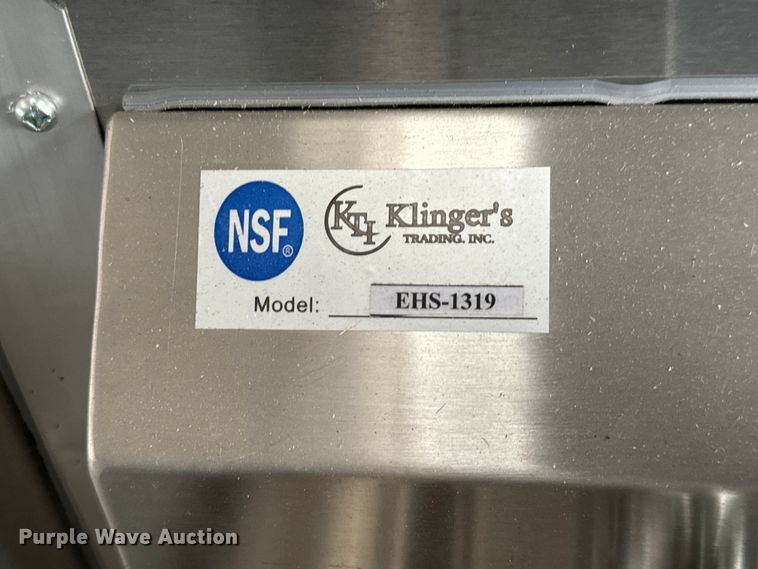 NSF®
KTI Klinger's
TRADING, INC.
Model: EHS-1319
Purple Wave Auction®